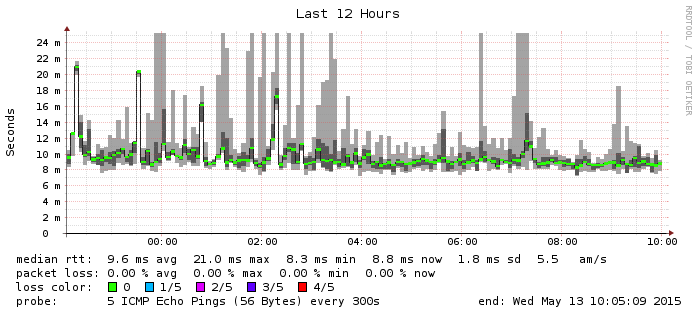 Last 12 Hours
RRDTOOL / TOBI OETIKER
Seconds
24 m
22 m
20 m
18 m
16 m
14 m
12 m
10 m
8 m
6 m
4 m
2 m
0
00:00 02:00 04:00 06:00 08:00 10:00
median rtt: 9.6 ms avg 21.0 ms max 8.3 ms min 8.8 ms now 1.8 ms sd 5.5 am/s
packet loss: 0.00 % avg 0.00 % max 0.00 % min 0.00 % now
loss color: 0 1/5 2/5 3/5 4/5
probe: 5 ICMP Echo Pings (56 Bytes) every 300s end: Wed May 13 10:05:09 2015